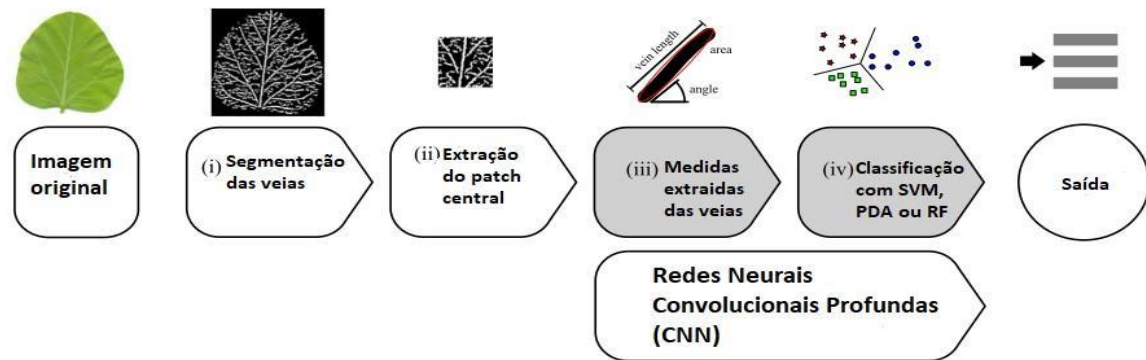 vein length
area
angle
Imagem
original
(i) Segmentação
das veias
(ii) Extração
do patch
central
(iii) Medidas
extraidas
das veias
(iv) Classificação
com SVM,
PDA ou RF
Saída
Redes Neurais
Convolucionais Profundas
(CNN)